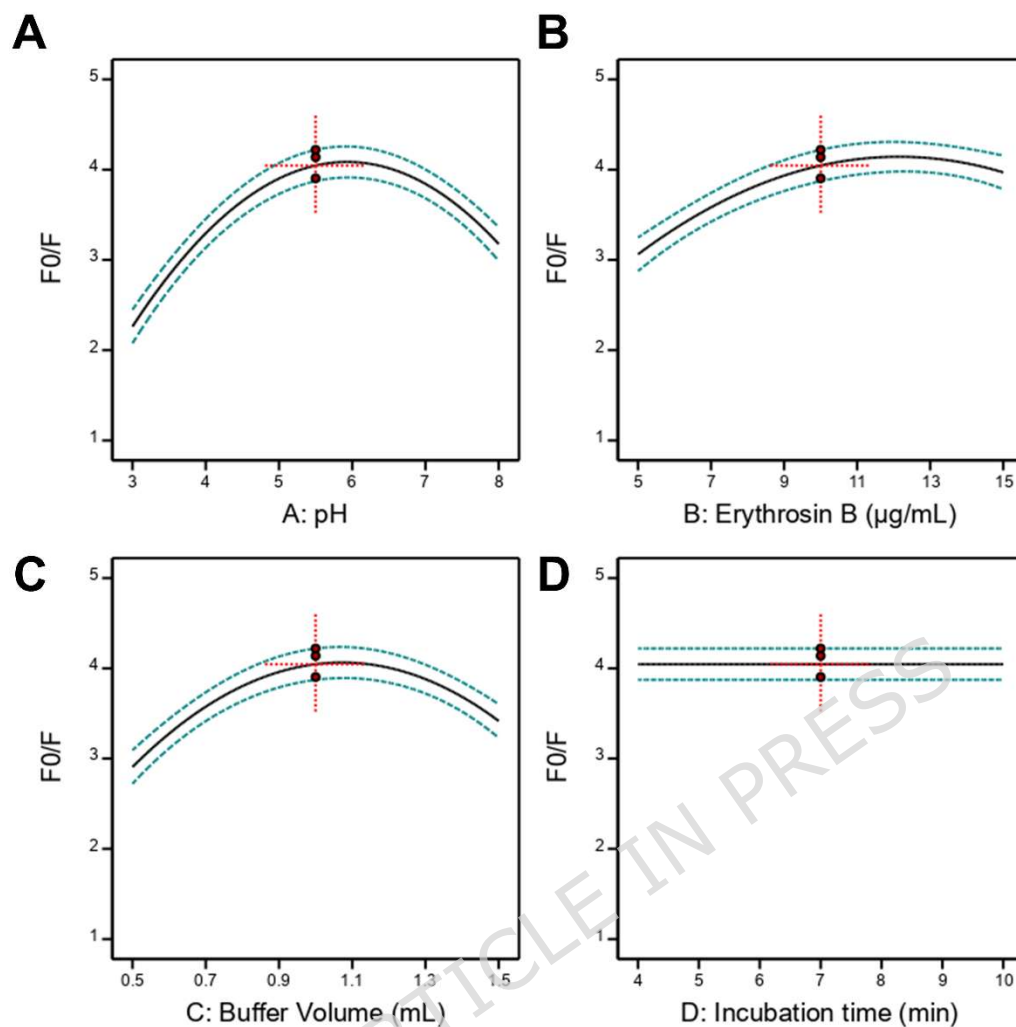 A
5
4
3
2
1
F0/F
3 4 5 6 7 8
A: pH
B
5
4
3
2
1
F0/F
5 7 9 11 13 15
B: Erythrosin B (µg/mL)
C
5
4
3
2
1
F0/F
0.5 0.7 0.9 1.1 1.3 1.5
C: Buffer Volume (mL)
D
5
4
3
2
1
F0/F
4 5 6 7 8 9 10
D: Incubation time (min)
RTICLE IN PRESS